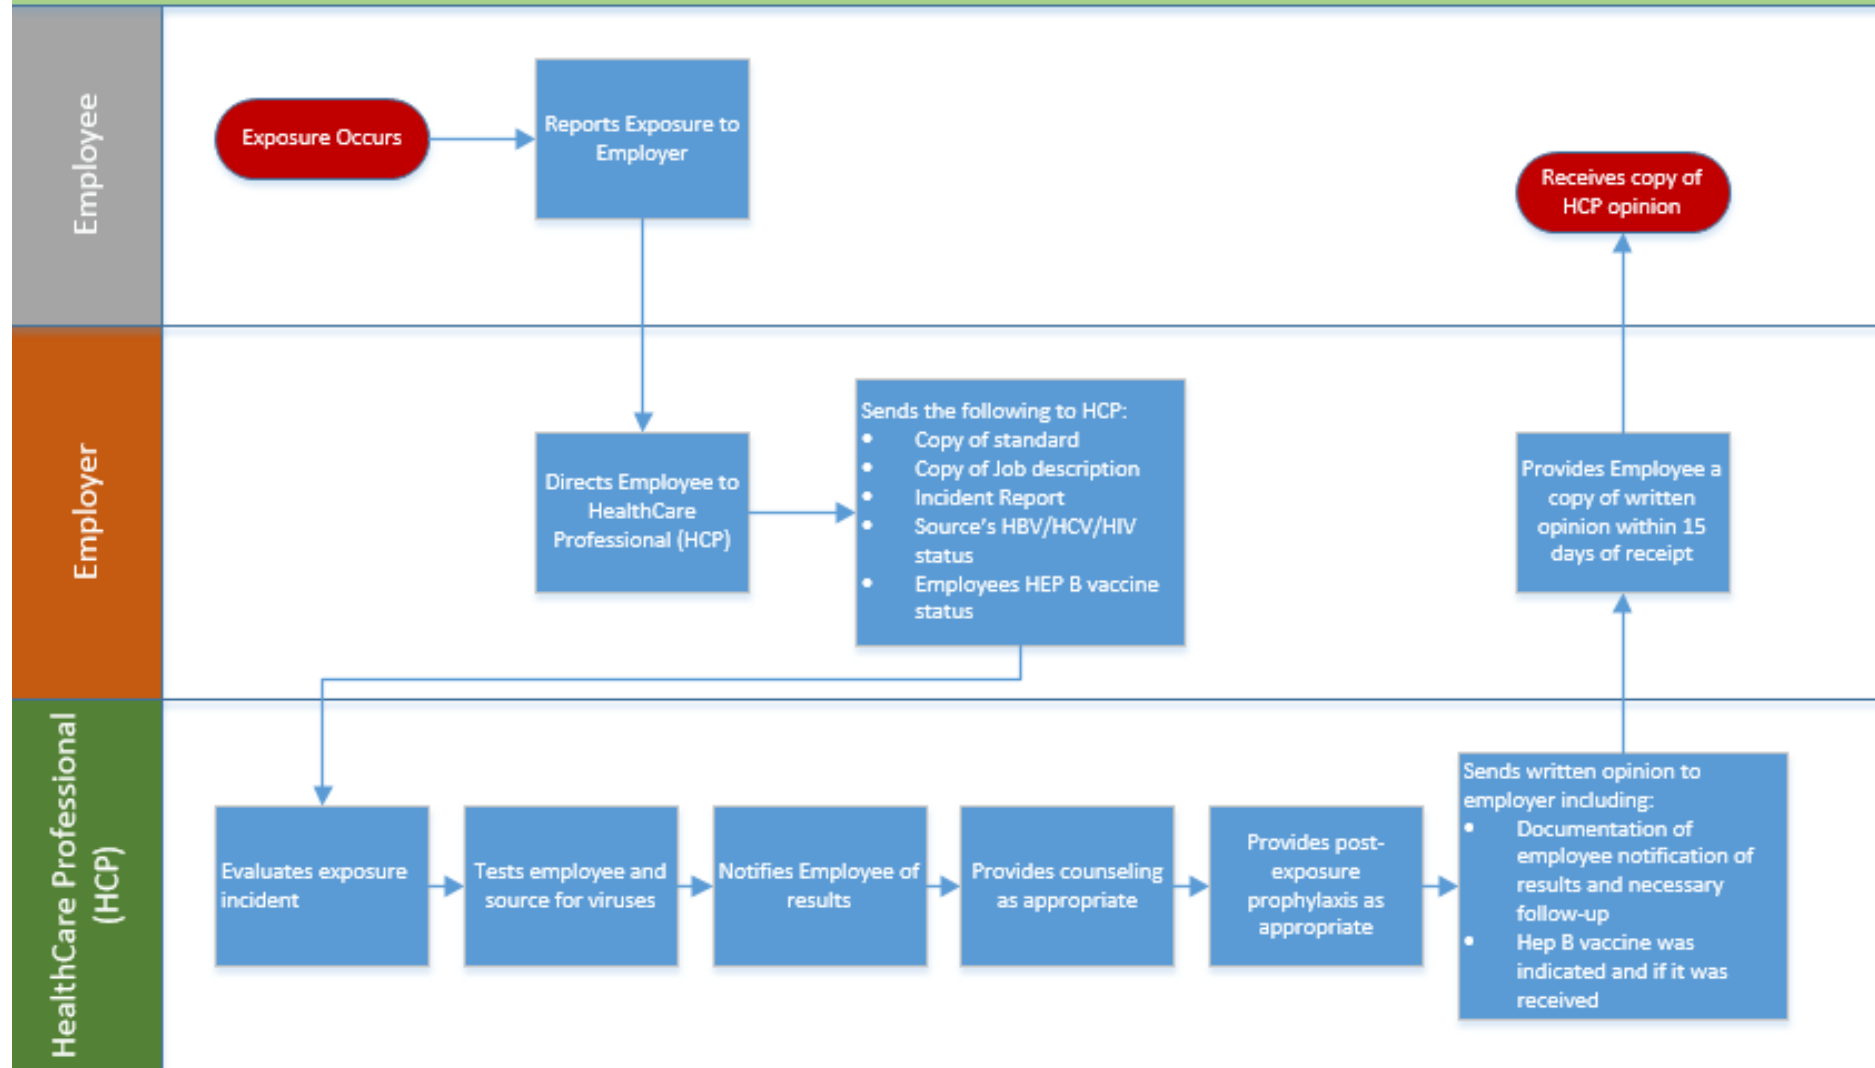 Employee
Exposure Occurs
Reports Exposure to
Employer
Receives copy of
HCP opinion
Employer
Directs Employee to
HealthCare
Professional (HCP)
Sends the following to HCP:
• Copy of standard
• Copy of Job description
• Incident Report
• Source's HBV/HCV/HIV
status
• Employees HEP B vaccine
status
Provides Employee a
copy of written
opinion within 15
days of receipt
HealthCare Professional
(HCP)
Evaluates exposure
incident
Tests employee and
source for viruses
Notifies Employee of
results
Provides counseling
as appropriate
Provides post-
exposure
prophylaxis as
appropriate
Sends written opinion to
employer including:
• Documentation of
employee notification of
results and necessary
follow-up
• Hep B vaccine was
indicated and if it was
received